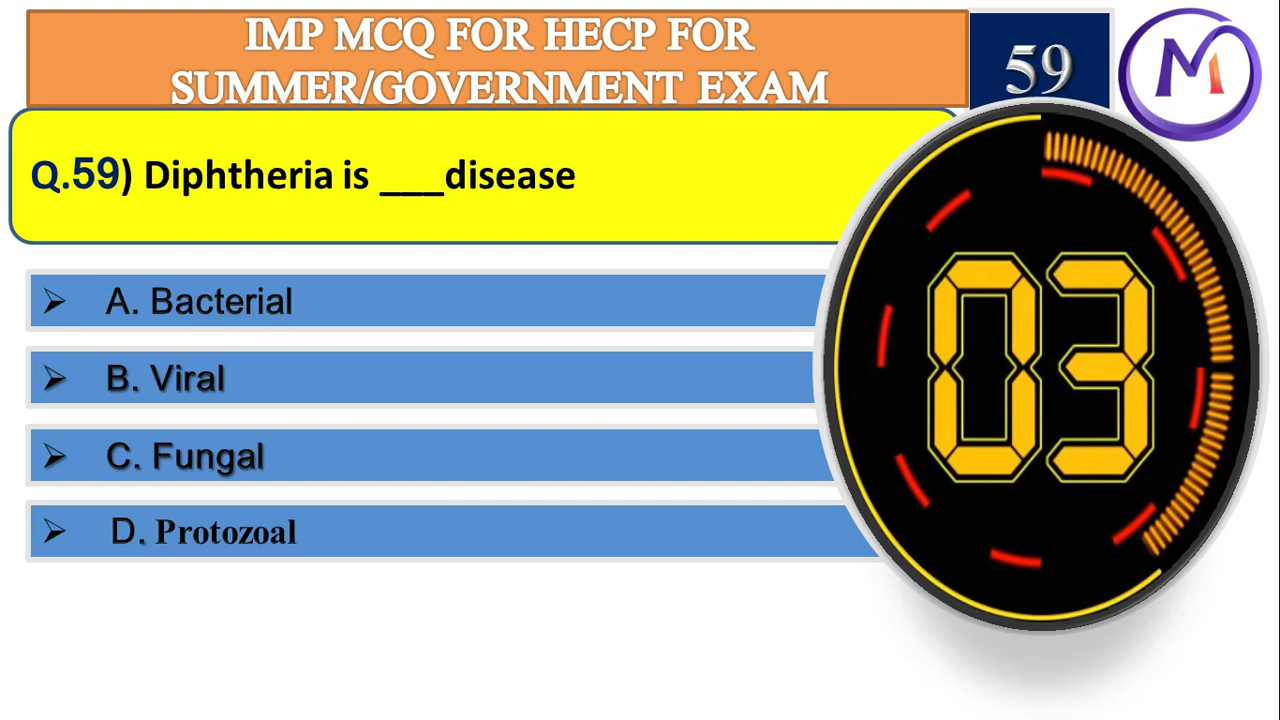 IMP MCQ FOR HECP FOR
SUMMER/GOVERNMENT EXAM
59
M
Q.59) Diphtheria is ___disease
➢ A. Bacterial
➢ B. Viral
➢ C. Fungal
➢ D. Protozoal
03